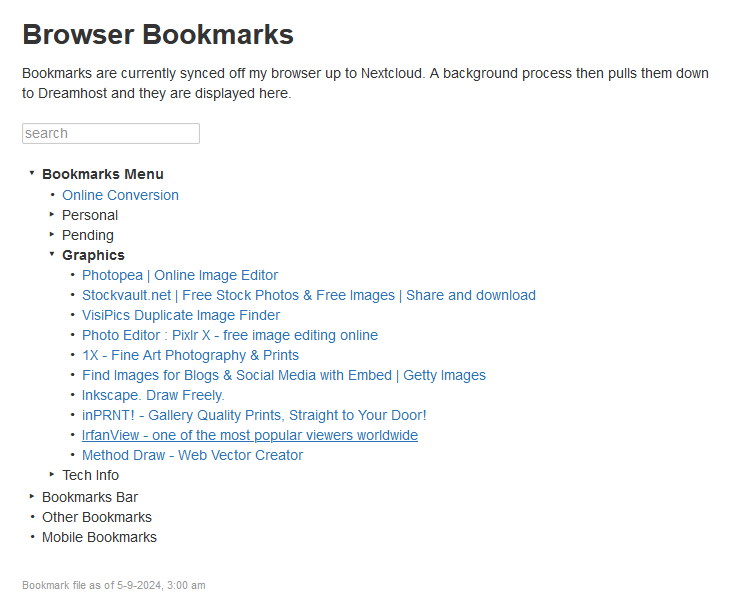 Browser Bookmarks
Bookmarks are currently synced off my browser up to Nextcloud. A background process then pulls them down
to Dreamhost and they are displayed here.
search
Bookmarks Menu
Online Conversion
Personal
Pending
Graphics
Photopea | Online Image Editor
Stockvault.net | Free Stock Photos & Free Images | Share and download
VisiPics Duplicate Image Finder
Photo Editor : Pixlr X - free image editing online
1X - Fine Art Photography & Prints
Find Images for Blogs & Social Media with Embed | Getty Images
Inkscape. Draw Freely.
inPRNT! - Gallery Quality Prints, Straight to Your Door!
IrfanView - one of the most popular viewers worldwide
Method Draw - Web Vector Creator
Tech Info
Bookmarks Bar
Other Bookmarks
Mobile Bookmarks
Bookmark file as of 5-9-2024, 3:00 am